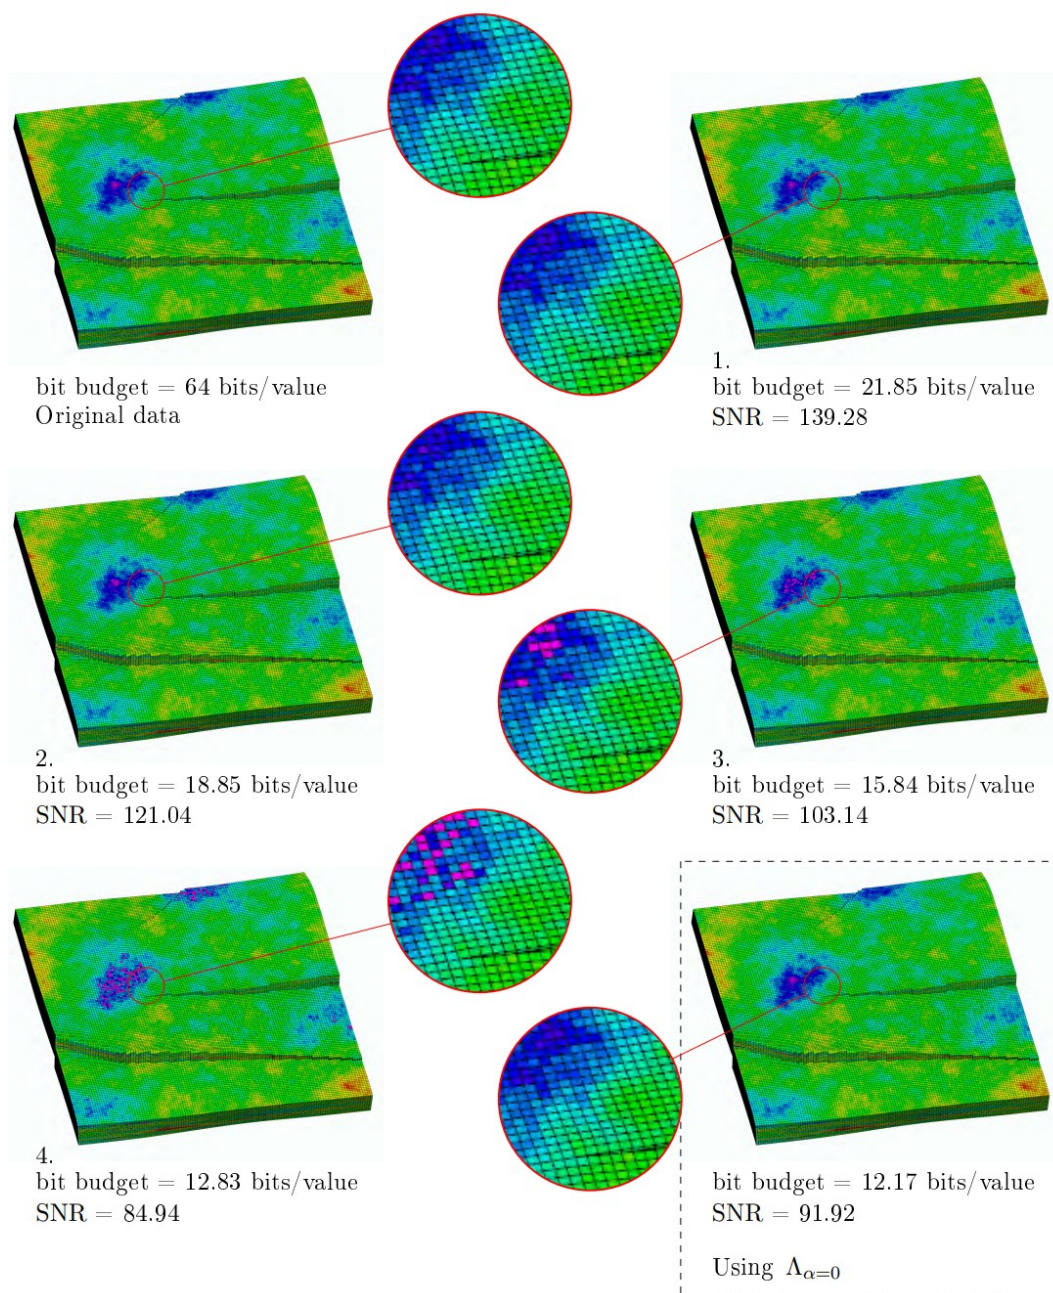 bit budget = 64 bits/value
Original data
1.
bit budget = 21.85 bits/value
SNR = 139.28
2.
bit budget = 18.85 bits/value
SNR = 121.04
3.
bit budget = 15.84 bits/value
SNR = 103.14
4.
bit budget = 12.83 bits/value
SNR = 84.94
bit budget = 12.17 bits/value
SNR = 91.92
Using Λα=0